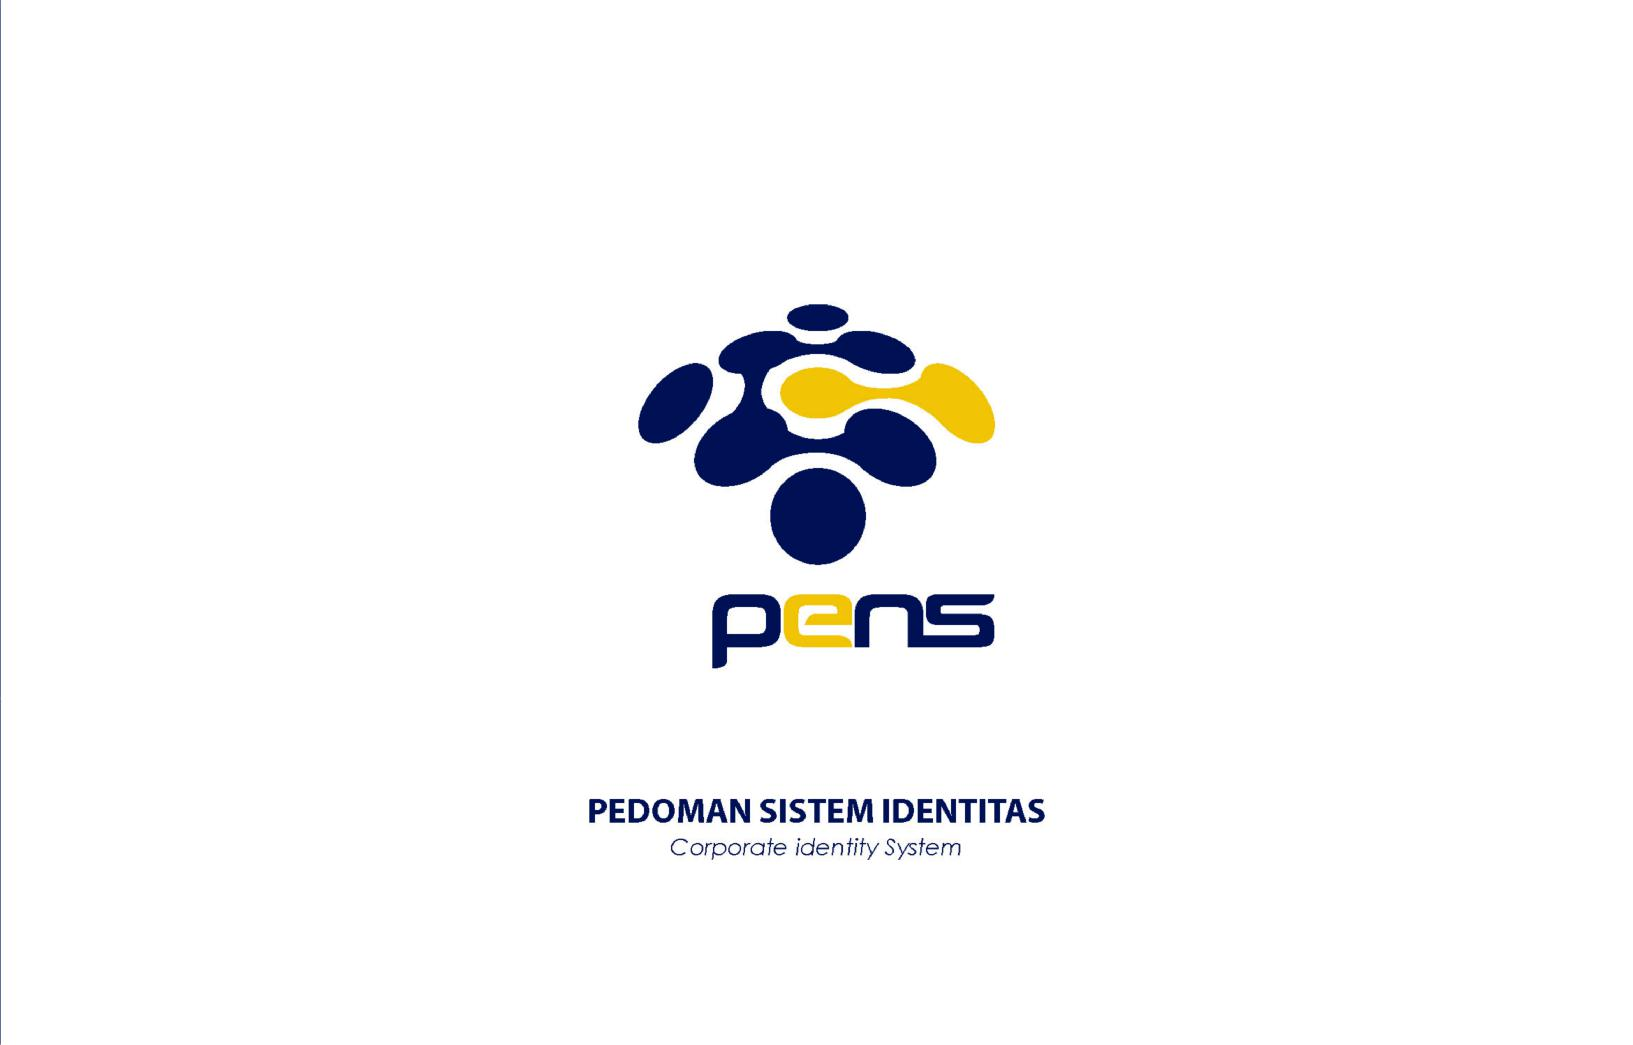 pens
PEDOMAN SISTEM IDENTITAS
Corporate identity System